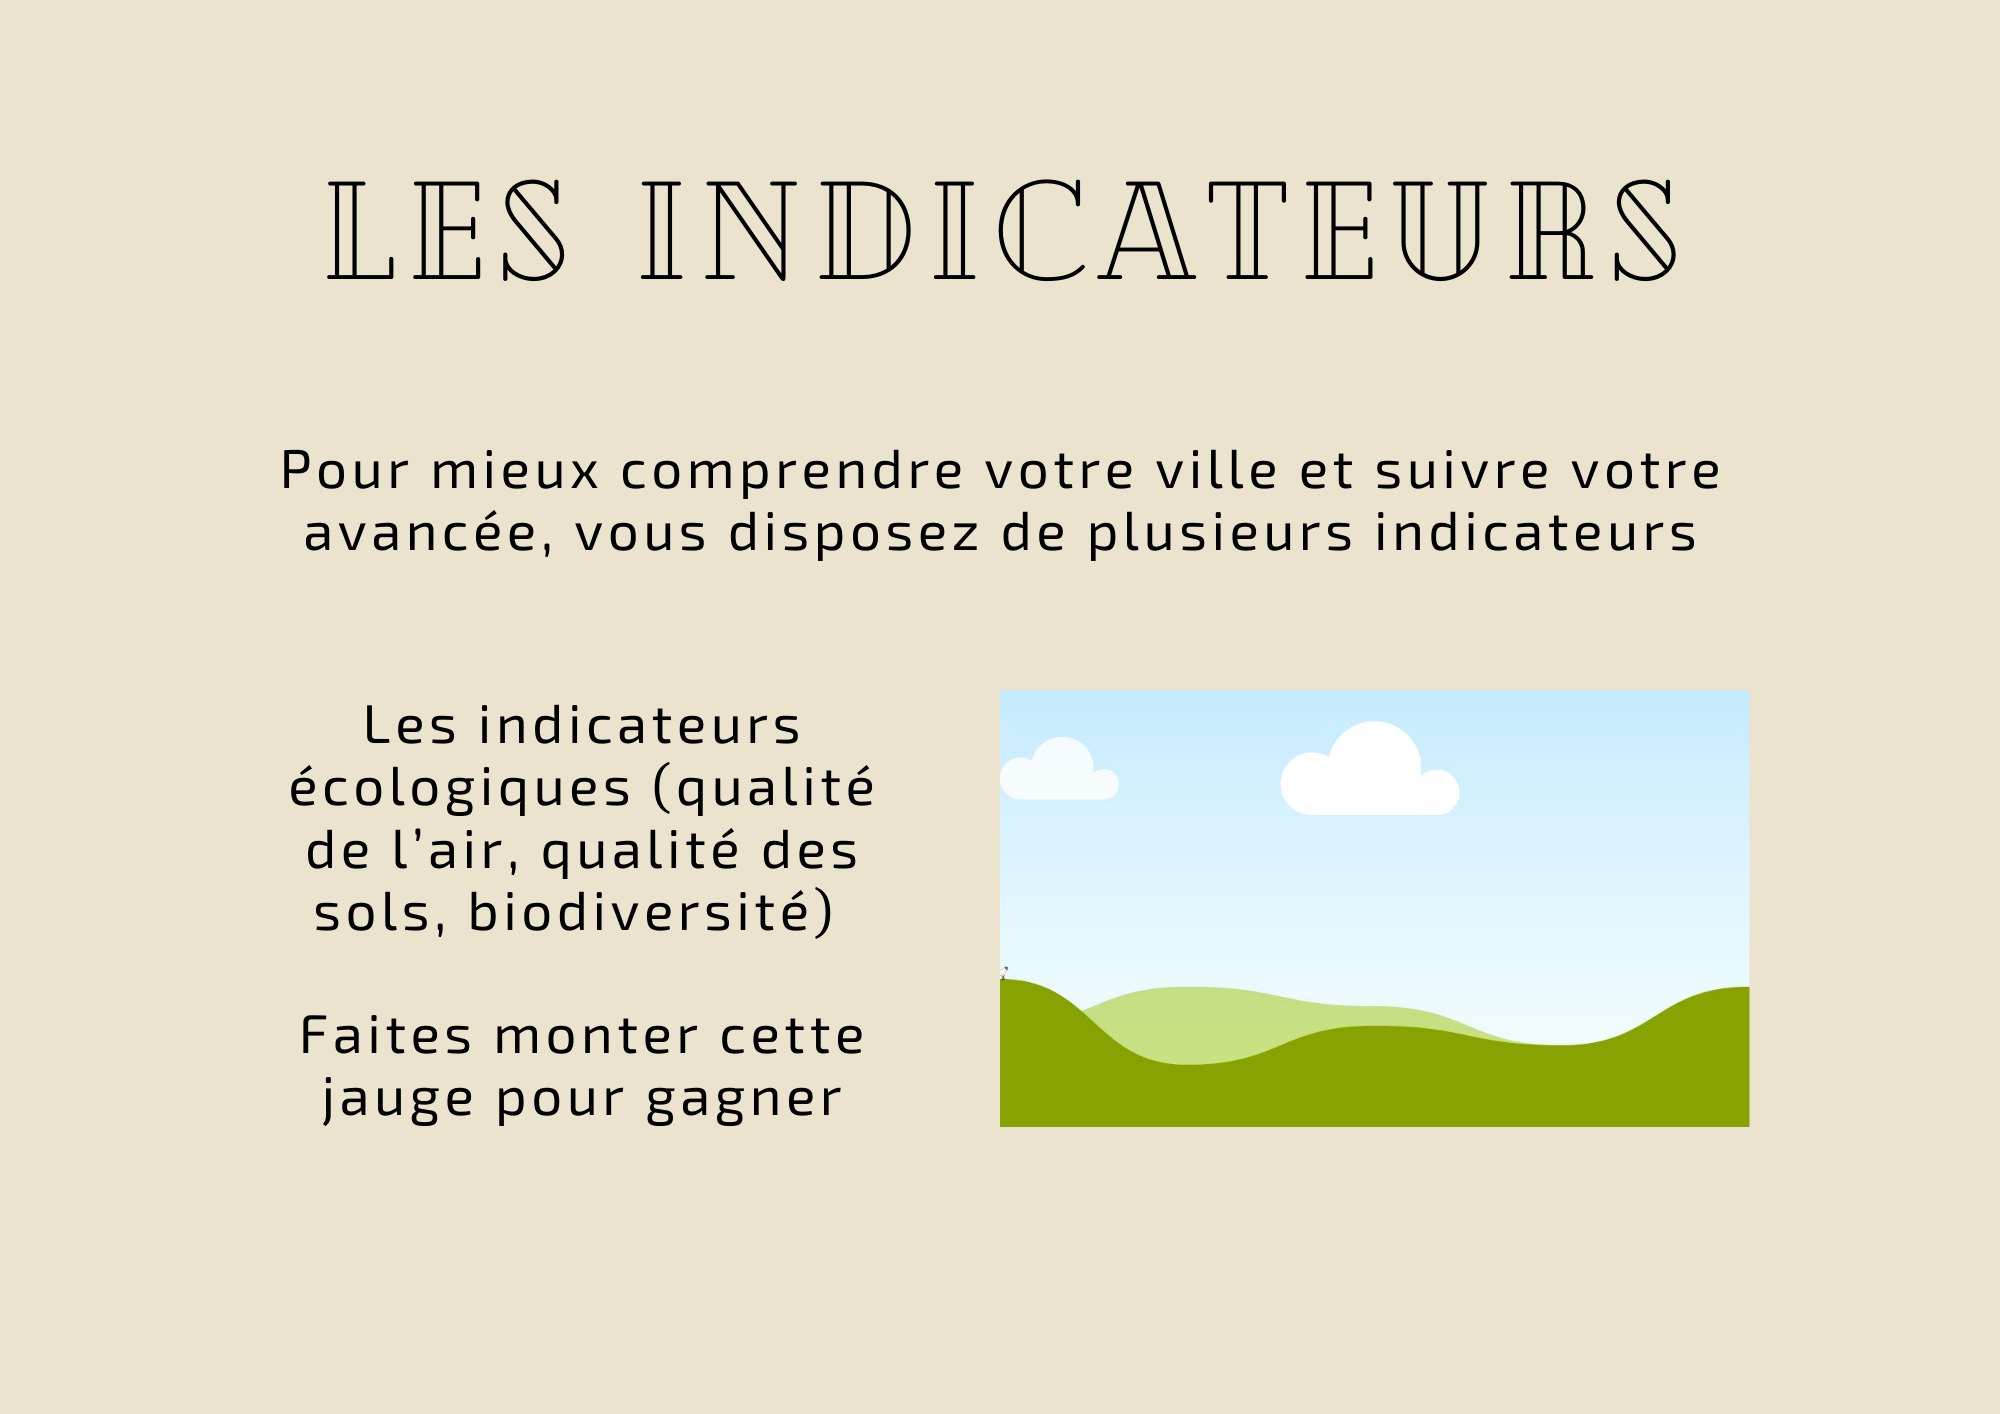 LES INDICATEURS
Pour mieux comprendre votre ville et suivre votre
avancée, vous disposez de plusieurs indicateurs
Les indicateurs
écologiques (qualité
de l’air, qualité des
sols, biodiversité)
Faites monter cette
jauge pour gagner